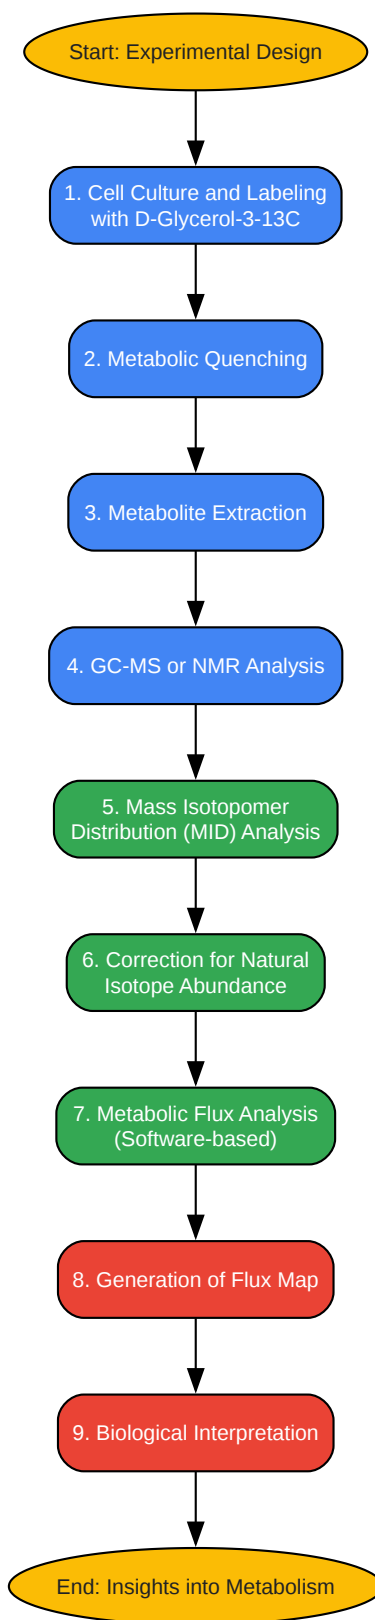 Start: Experimental Design
1. Cell Culture and Labeling
with D-Glycerol-3-13C
2. Metabolic Quenching
3. Metabolite Extraction
4. GC-MS or NMR Analysis
5. Mass Isotopomer
Distribution (MID) Analysis
6. Correction for Natural
Isotope Abundance
7. Metabolic Flux Analysis
(Software-based)
8. Generation of Flux Map
9. Biological Interpretation
End: Insights into Metabolism